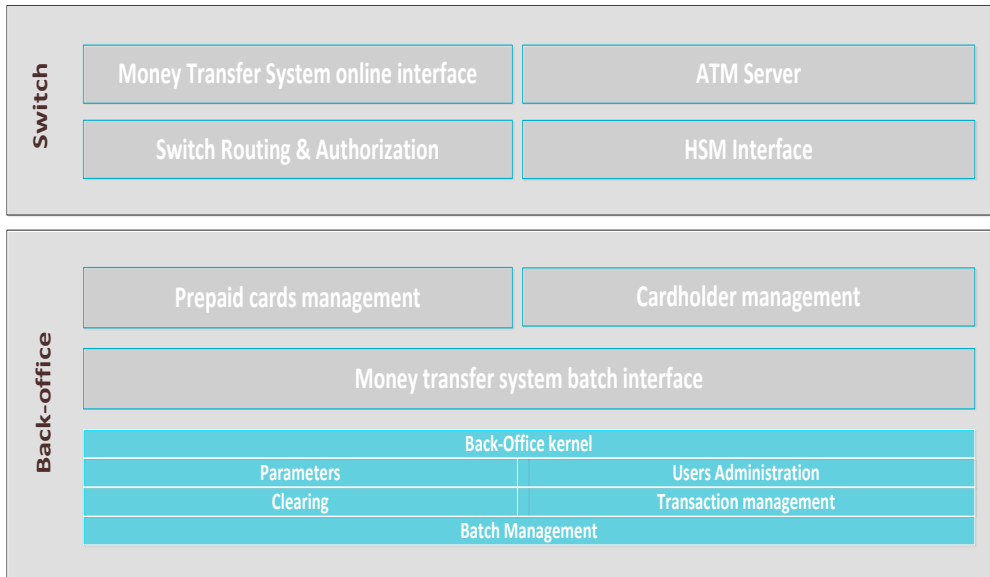 Switch
Money Transfer System online interface
ATM Server
Switch Routing & Authorization
HSM Interface
Back-office
Prepaid cards management
Cardholder management
Money transfer system batch interface
Back-Office kernel
Parameters
Users Administration
Clearing
Transaction management
Batch Management